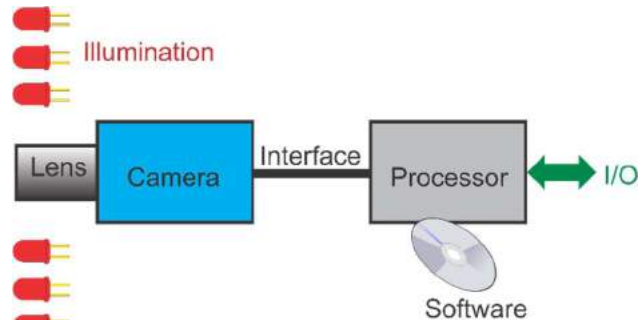 Illumination
Lens
Camera
Interface
Processor
I/O
Software